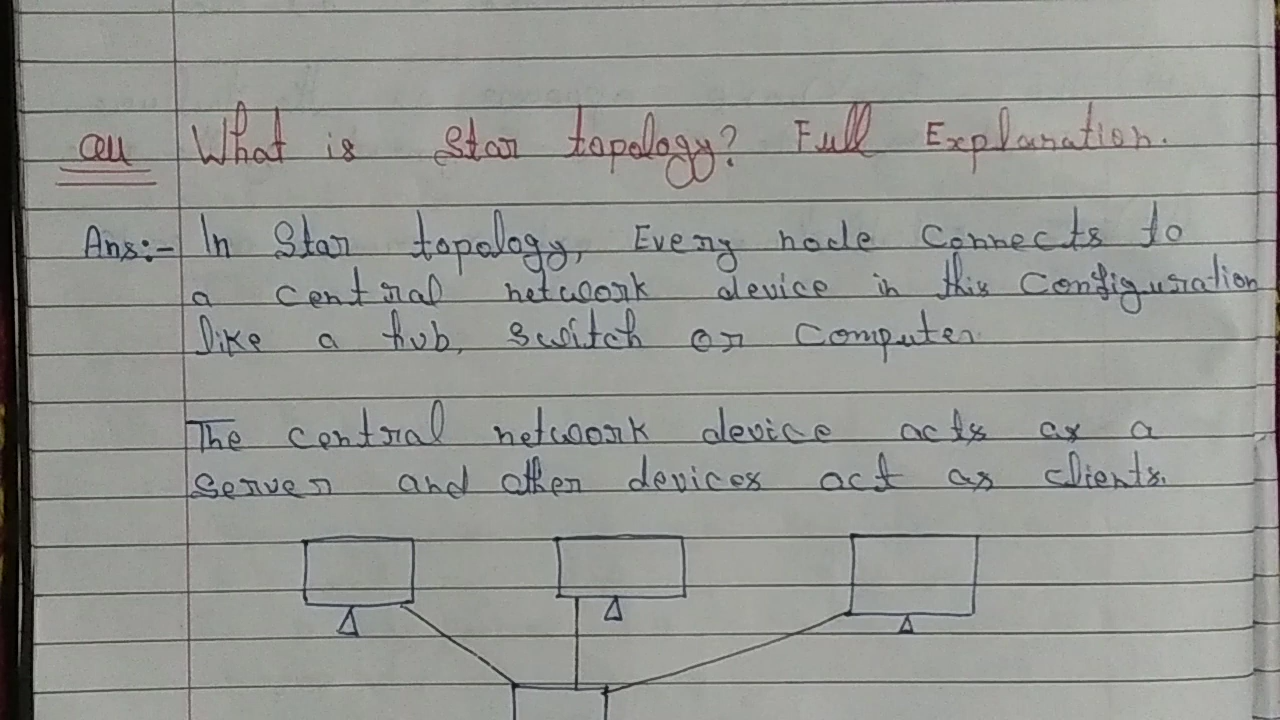 What is Star topology? Full Explanation.
Ans:- In Star topology, Every node connects to
a central network device in this Configuration
like a hub, switch or Computer.
The central network device acts as a
server and other devices act as clients.